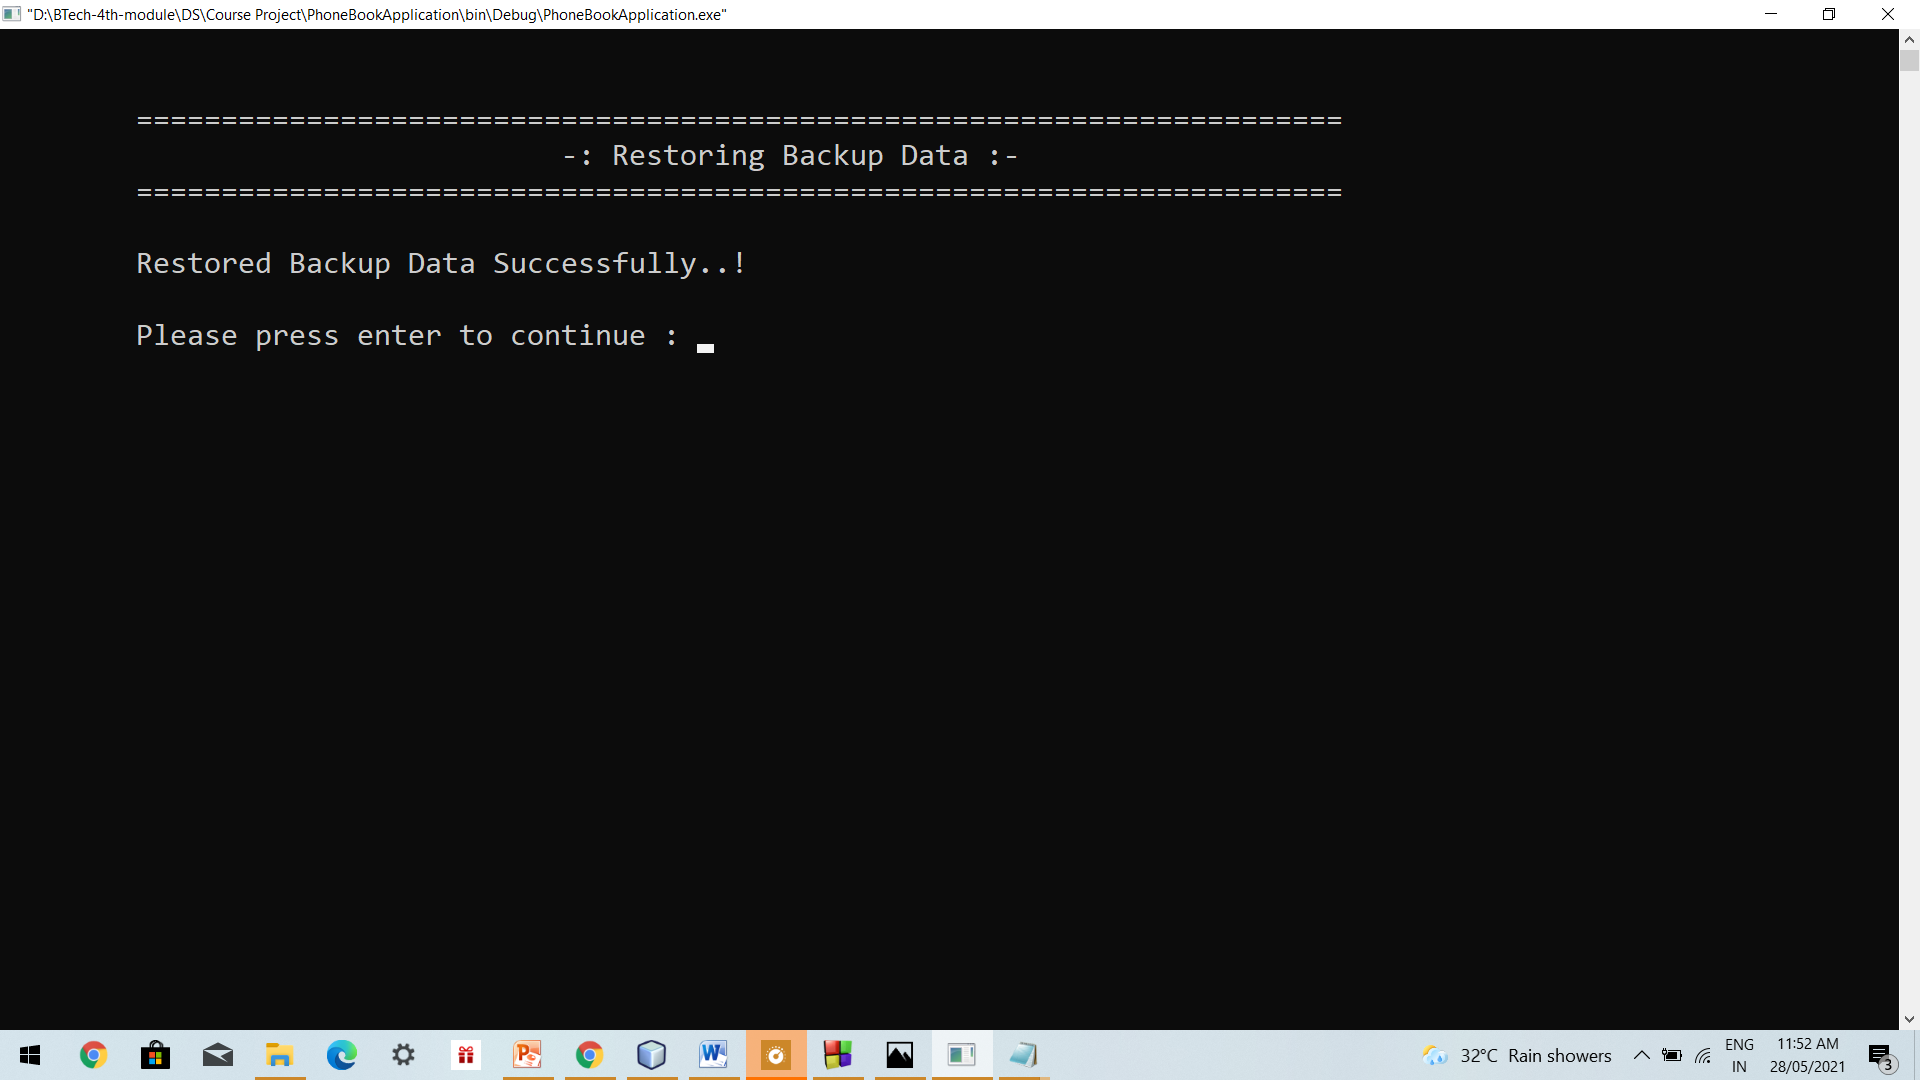 "D:\BTech-4th-module\DS\Course Project\PhoneBookApplication\bin\Debug\PhoneBookApplication.exe"
=======================================================================
-: Restoring Backup Data :-
=======================================================================
Restored Backup Data Successfully..!
Please press enter to continue :
32°C Rain showers
ENG
IN
11:52 AM
28/05/2021
3